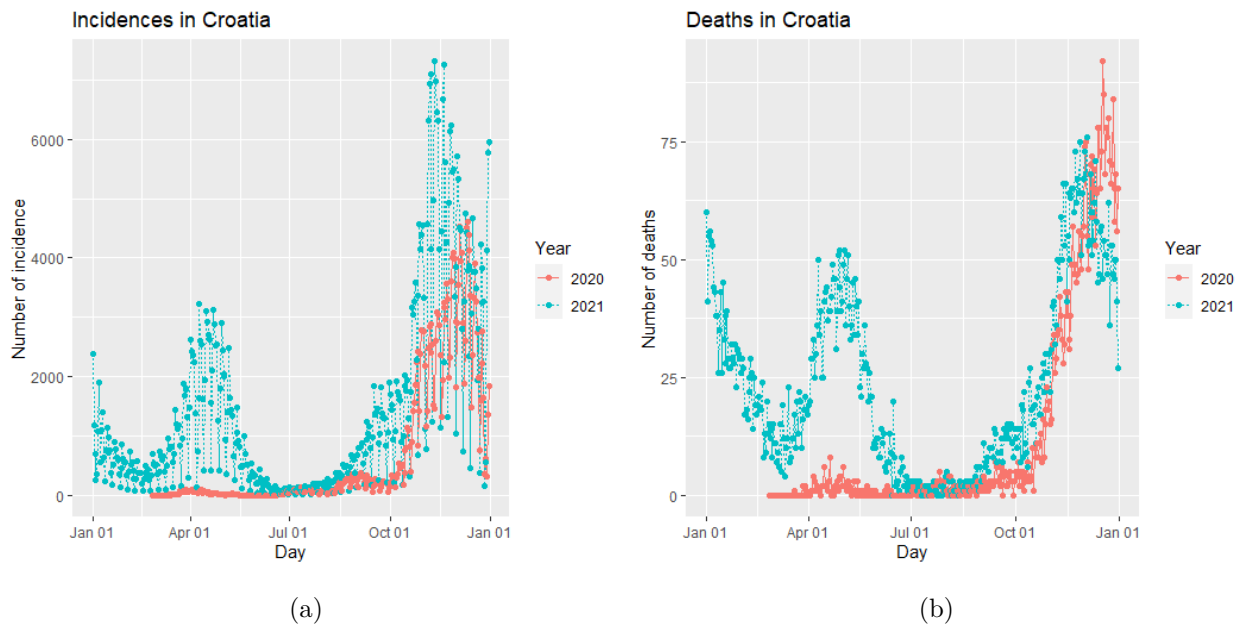 Incidences in Croatia
Number of incidence
6000
4000
2000
0
Jan 01 Apr 01 Jul 01 Oct 01 Jan 01
Day
Year
2020
2021
(a)
Deaths in Croatia
Number of deaths
75
50
25
0
Jan 01 Apr 01 Jul 01 Oct 01 Jan 01
Day
Year
2020
2021
(b)